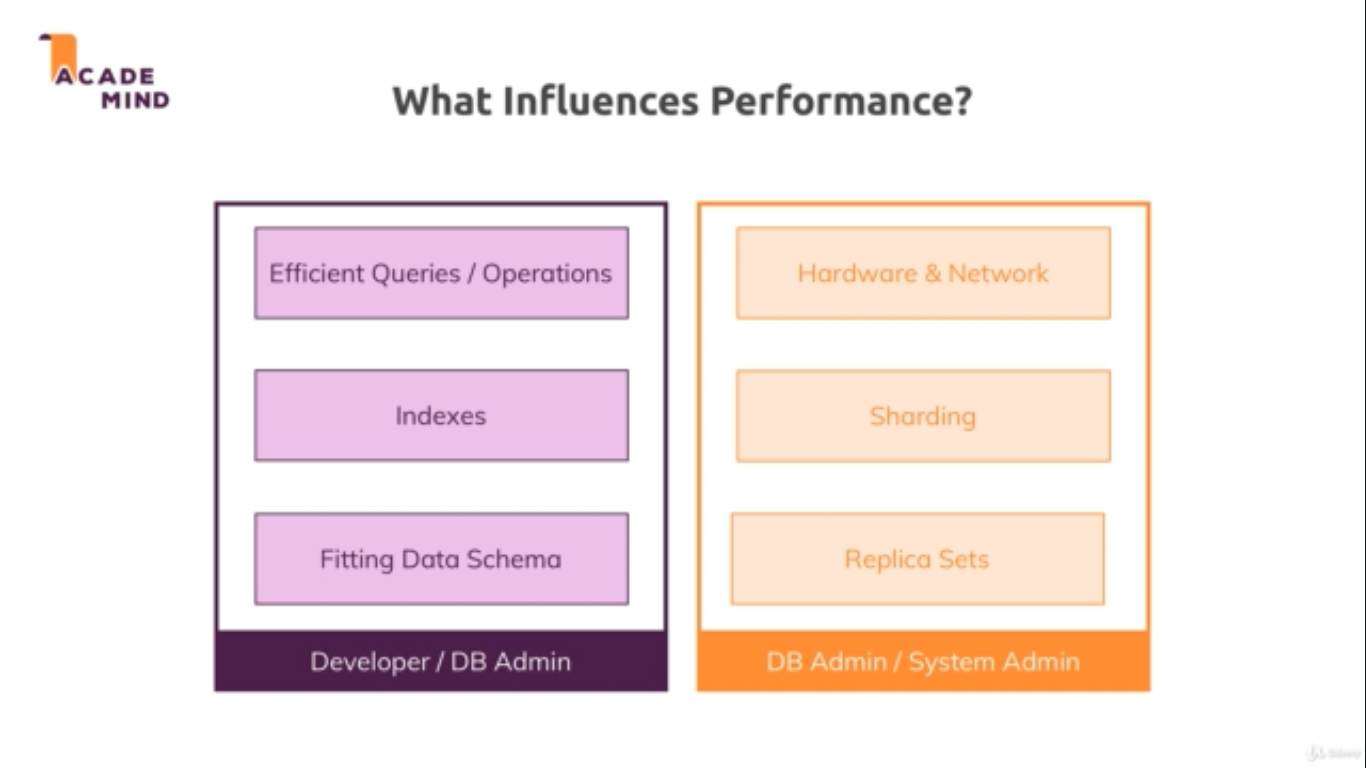 ACADE
MIND
What Influences Performance?
Efficient Queries / Operations
Indexes
Fitting Data Schema
Developer / DB Admin
Hardware & Network
Sharding
Replica Sets
DB Admin / System Admin
Udemy